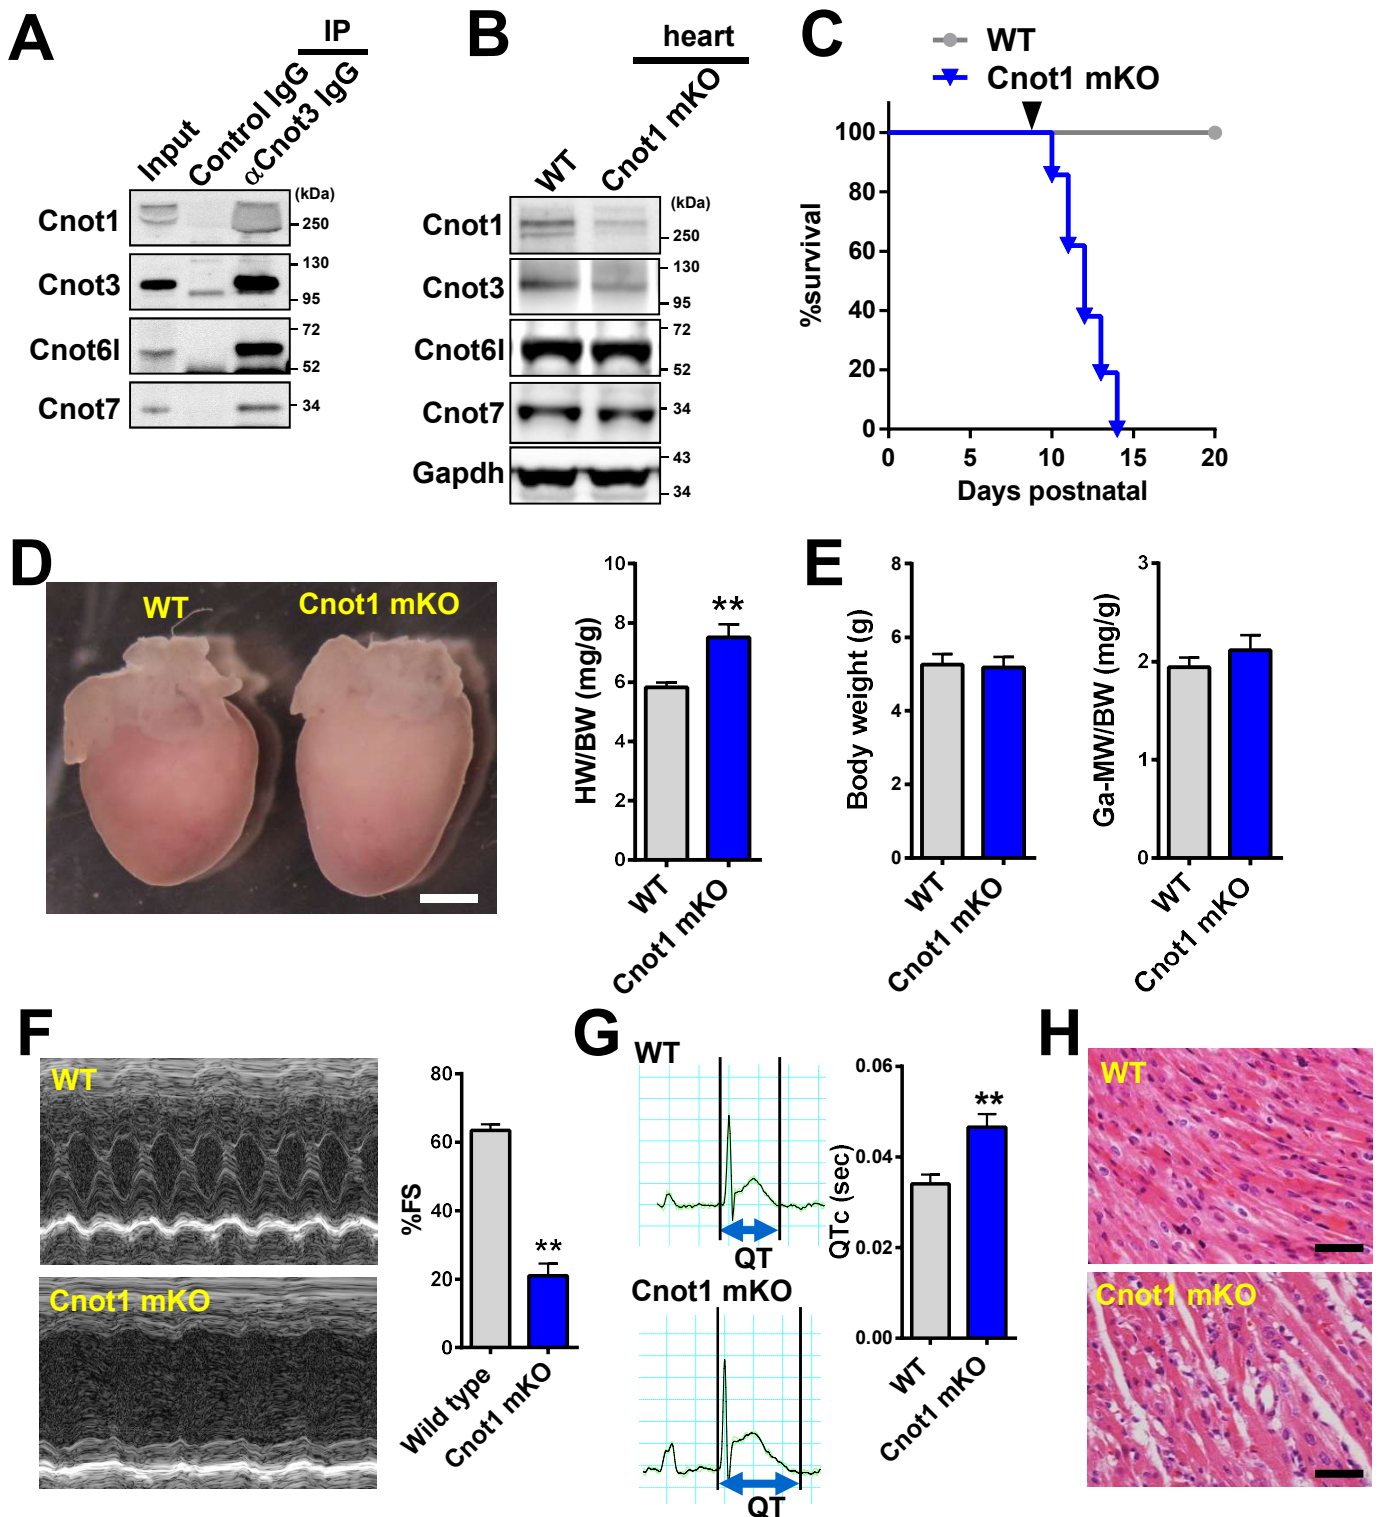 A
IP
Input
Control IgG
αCnot3 IgG
(kDa)
Cnot1
250
Cnot3
130
95
Cnot6l
72
52
Cnot7
34
B
heart
WT
Cnot1 mKO
(kDa)
Cnot1
250
Cnot3
130
95
Cnot6l
72
52
Cnot7
34
Gapdh
43
34
C
WT
Cnot1 mKO
%survival
100
80
60
40
20
0
0 5 10 15 20
Days postnatal
D
WT
Cnot1 mKO
HW/BW (mg/g)
10
8
6
4
2
0
**
WT
Cnot1 mKO
E
Body weight (g)
8
6
4
2
0
WT
Cnot1 mKO
Ga-MW/BW (mg/g)
3
2
1
0
WT
Cnot1 mKO
F
WT
Cnot1 mKO
%FS
80
60
40
20
0
**
Wild type
Cnot1 mKO
G
WT
QT
Cnot1 mKO
QT
QTc (sec)
0.06
0.04
0.02
0.00
**
WT
Cnot1 mKO
H
WT
Cnot1 mKO